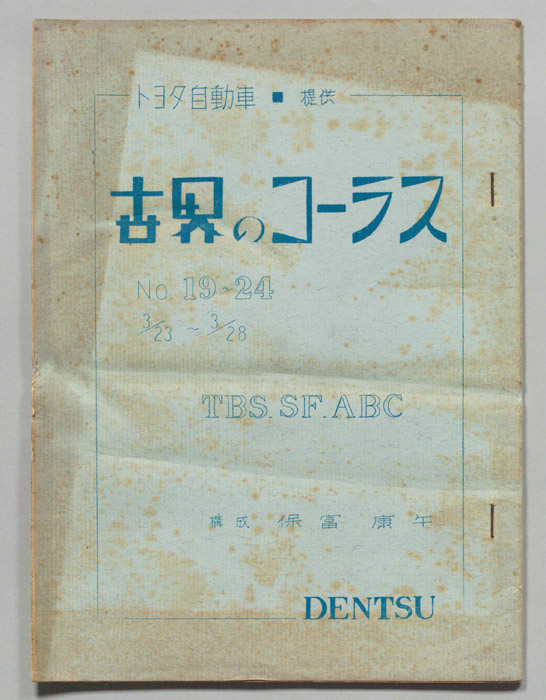 トヨタ自動車 ■ 提供
世界のコーラス
No. 19~24
3/23 ~ 3/28
TBS. SF. ABC
構成 保富 康午
DENTSU